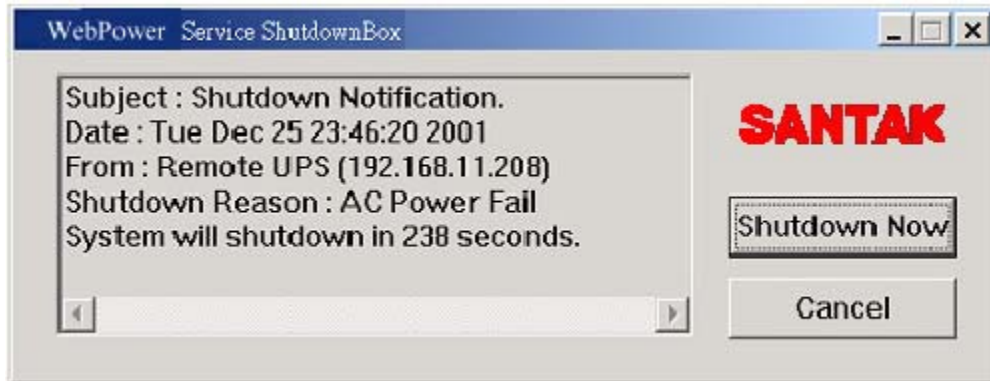 WebPower Service ShutdownBox
Subject : Shutdown Notification.
Date : Tue Dec 25 23:46:20 2001
From : Remote UPS (192.168.11.208)
Shutdown Reason : AC Power Fail
System will shutdown in 238 seconds.
SANTAK
Shutdown Now
Cancel